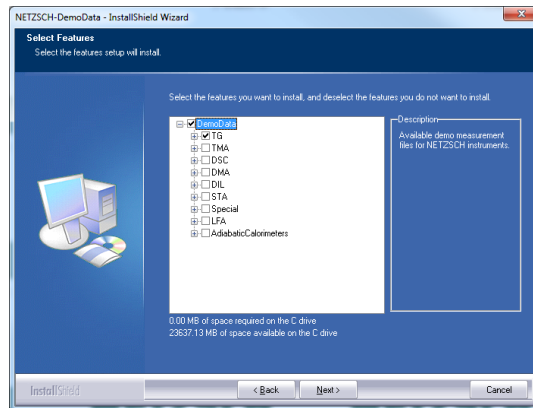 NETZSCH-DemoData - InstallShield Wizard
Select Features
Select the features setup will install.
Select the features you want to install, and deselect the features you do not want to install.
DemoData
TG
TMA
DSC
DMA
DIL
STA
Special
LFA
AdiabaticCalorimeters
Description
Available demo measurement
files for NETZSCH instruments.
0.00 MB of space required on the C drive
23637.13 MB of space available on the C drive
InstallShield
< Back
Next >
Cancel